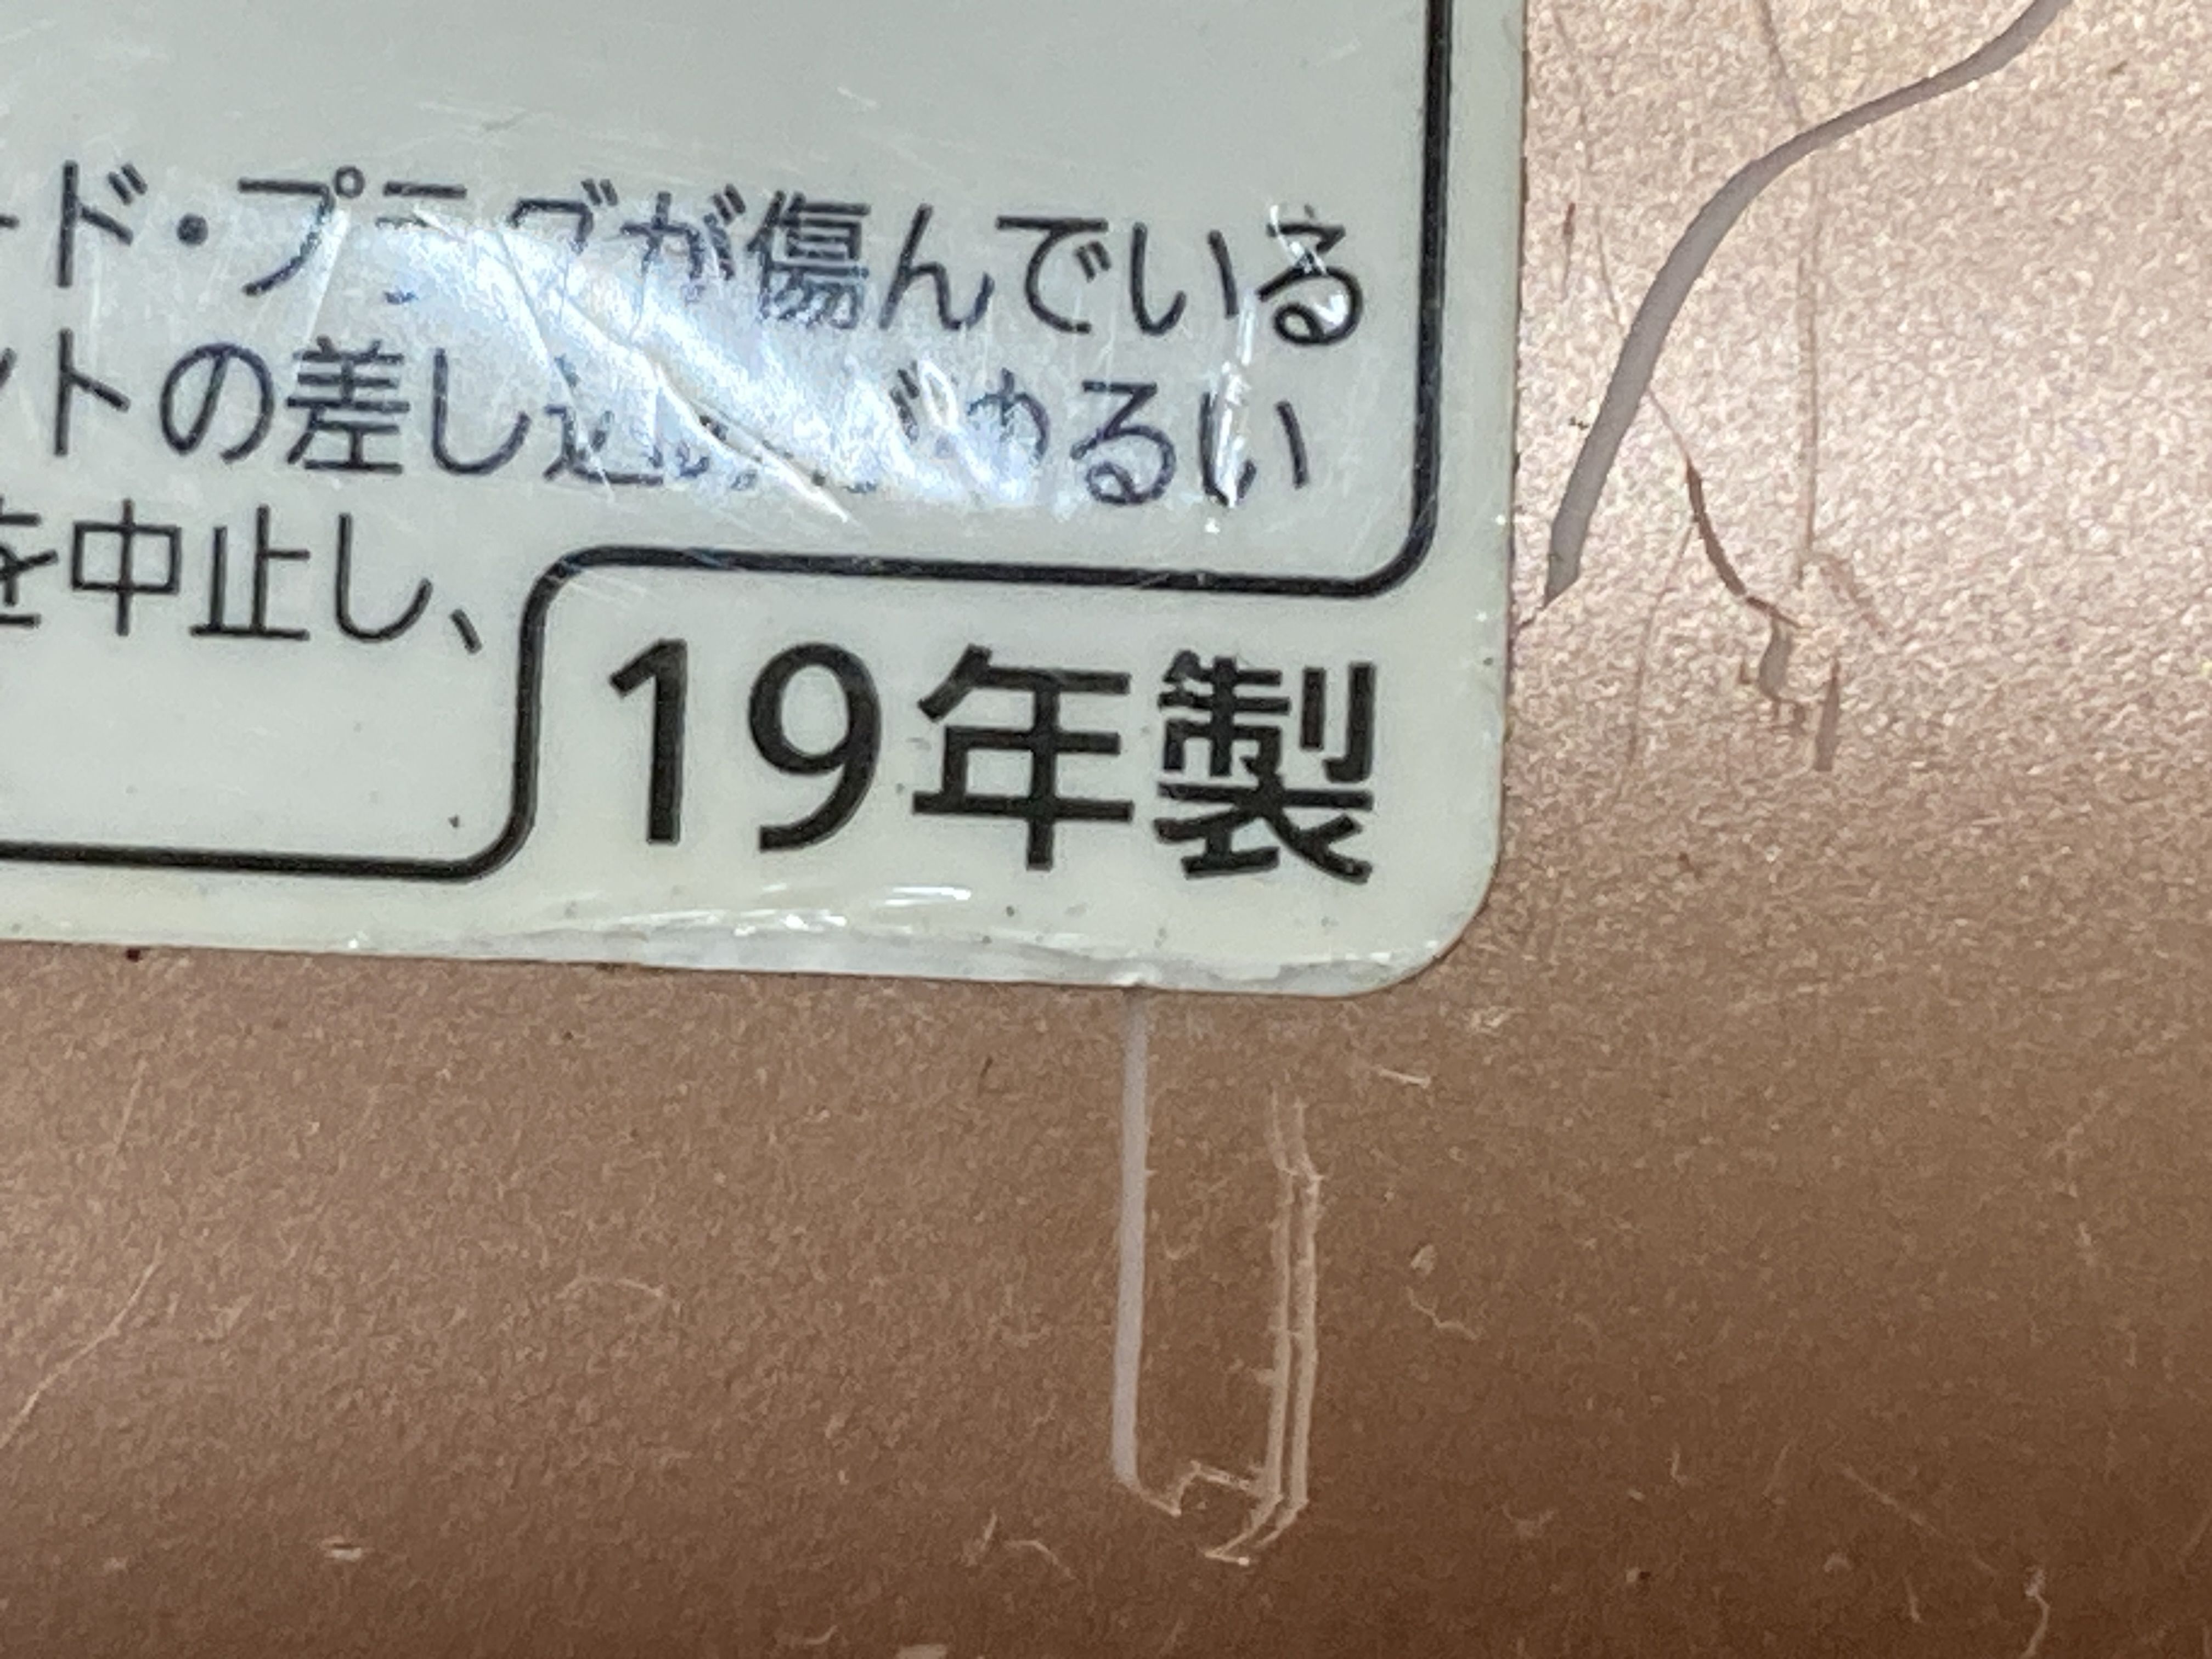 ド・プラグが傷んでいる
トの差し込みがゆるい
を中止し、
19年製